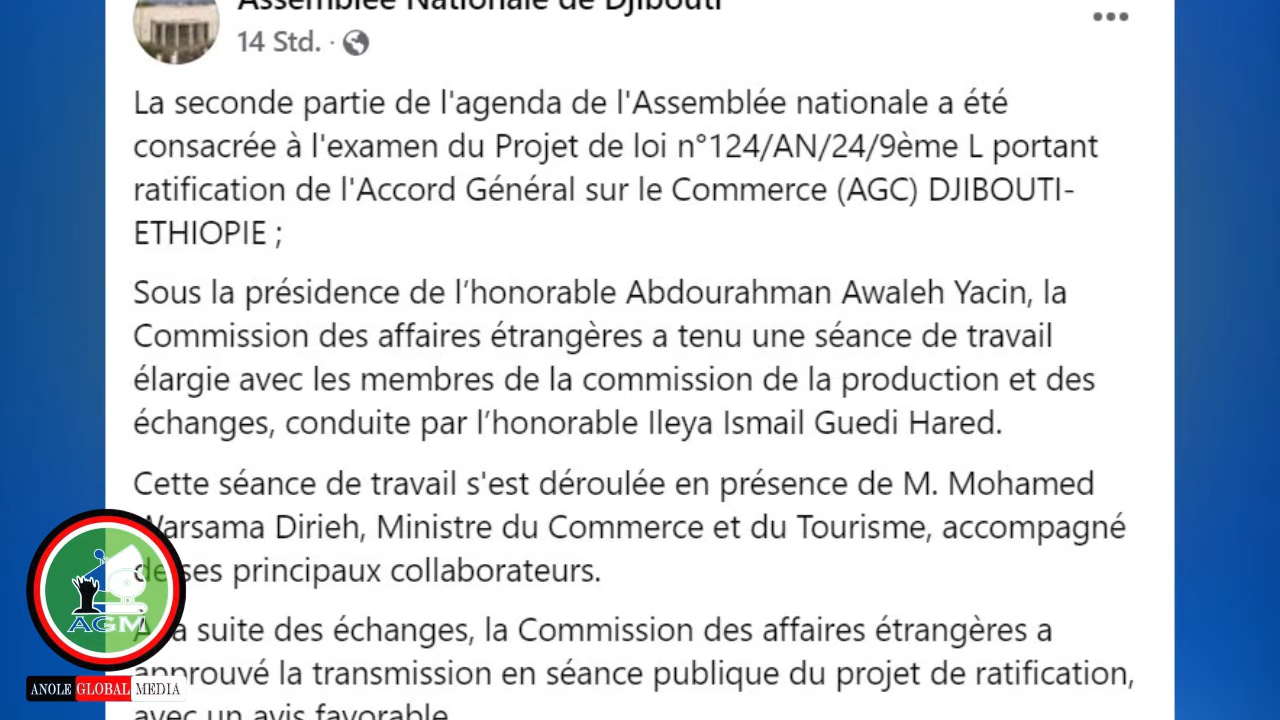 Assemblée Nationale de Djibouti
14 Std. ·
La seconde partie de l'agenda de l'Assemblée nationale a été
consacrée à l'examen du Projet de loi n°124/AN/24/9ème L portant
ratification de l'Accord Général sur le Commerce (AGC) DJIBOUTI-
ETHIOPIE ;
Sous la présidence de l’honorable Abdourahman Awaleh Yacin, la
Commission des affaires étrangères a tenu une séance de travail
élargie avec les membres de la commission de la production et des
échanges, conduite par l’honorable Ileya Ismail Guedi Hared.
Cette séance de travail s'est déroulée en présence de M. Mohamed
Warsama Dirieh, Ministre du Commerce et du Tourisme, accompagné
de ses principaux collaborateurs.
A la suite des échanges, la Commission des affaires étrangères a
approuvé la transmission en séance publique du projet de ratification,
avec un avis favorable
AGM
ANOLE GLOBAL MEDIA